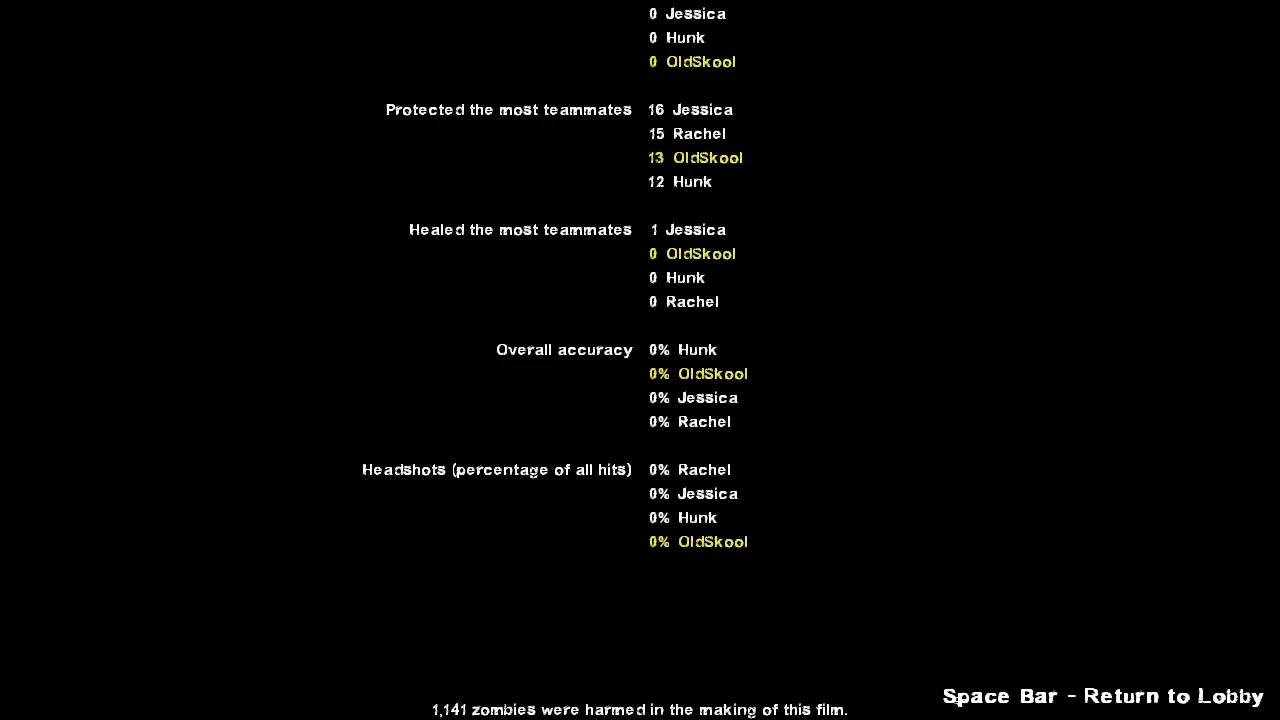 0 Jessica
0 Hunk
0 OldSkool
Protected the most teammates 16 Jessica
15 Rachel
13 OldSkool
12 Hunk
Healed the most teammates 1 Jessica
0 OldSkool
0 Hunk
0 Rachel
Overall accuracy 0% Hunk
0% OldSkool
0% Jessica
0% Rachel
Headshots (percentage of all hits) 0% Rachel
0% Jessica
0% Hunk
0% OldSkool
Space Bar - Return to Lobby
1,141 zombies were harmed in the making of this film.